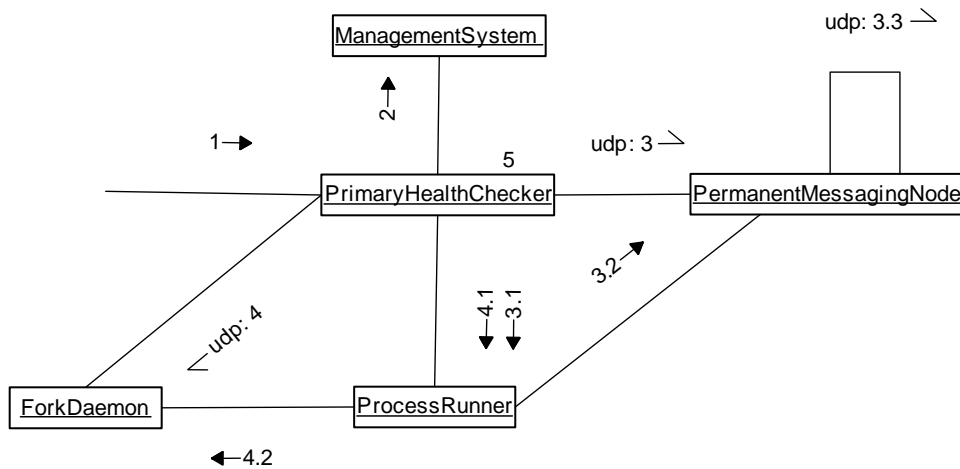 udp: 3.3
ManagementSystem
2
1
5
udp: 3
PrimaryHealthChecker
PermanentMessagingNode
3.2
4.1
3.1
udp: 4
ForkDaemon
ProcessRunner
4.2